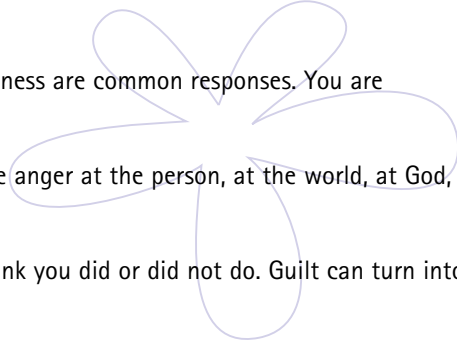 ness are common responses. You are
anger at the person, at the world, at God,
nk you did or did not do. Guilt can turn into